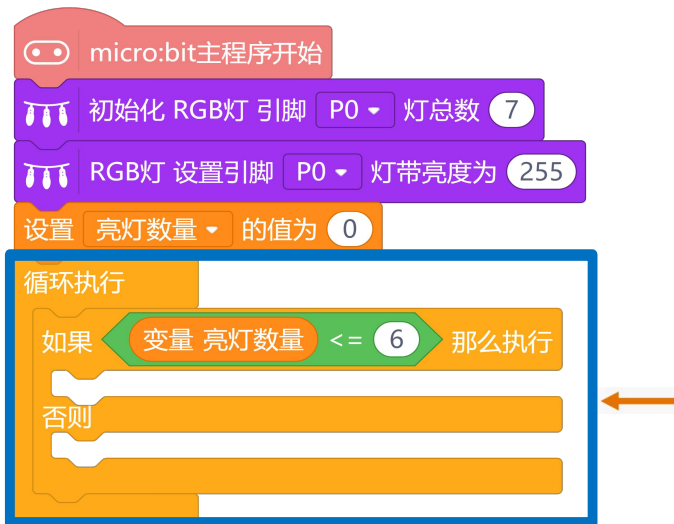 micro:bit主程序开始
初始化 RGB灯 引脚 P0 灯总数 7
RGB灯 设置引脚 P0 灯带亮度为 255
设置 亮灯数量 的值为 0
循环执行
如果 变量 亮灯数量 <= 6 那么执行
否则